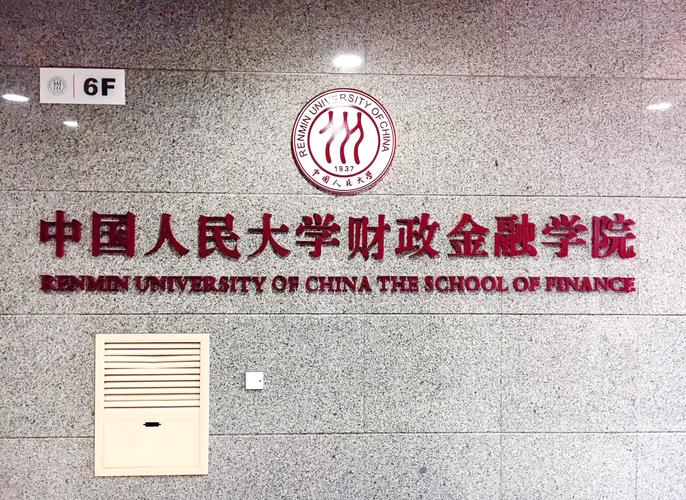 6F
RENMIN UNIVERSITY OF CHINA
1937
中国人民大学
中国人民大学财政金融学院
RENMIN UNIVERSITY OF CHINA THE SCHOOL OF FINANCE